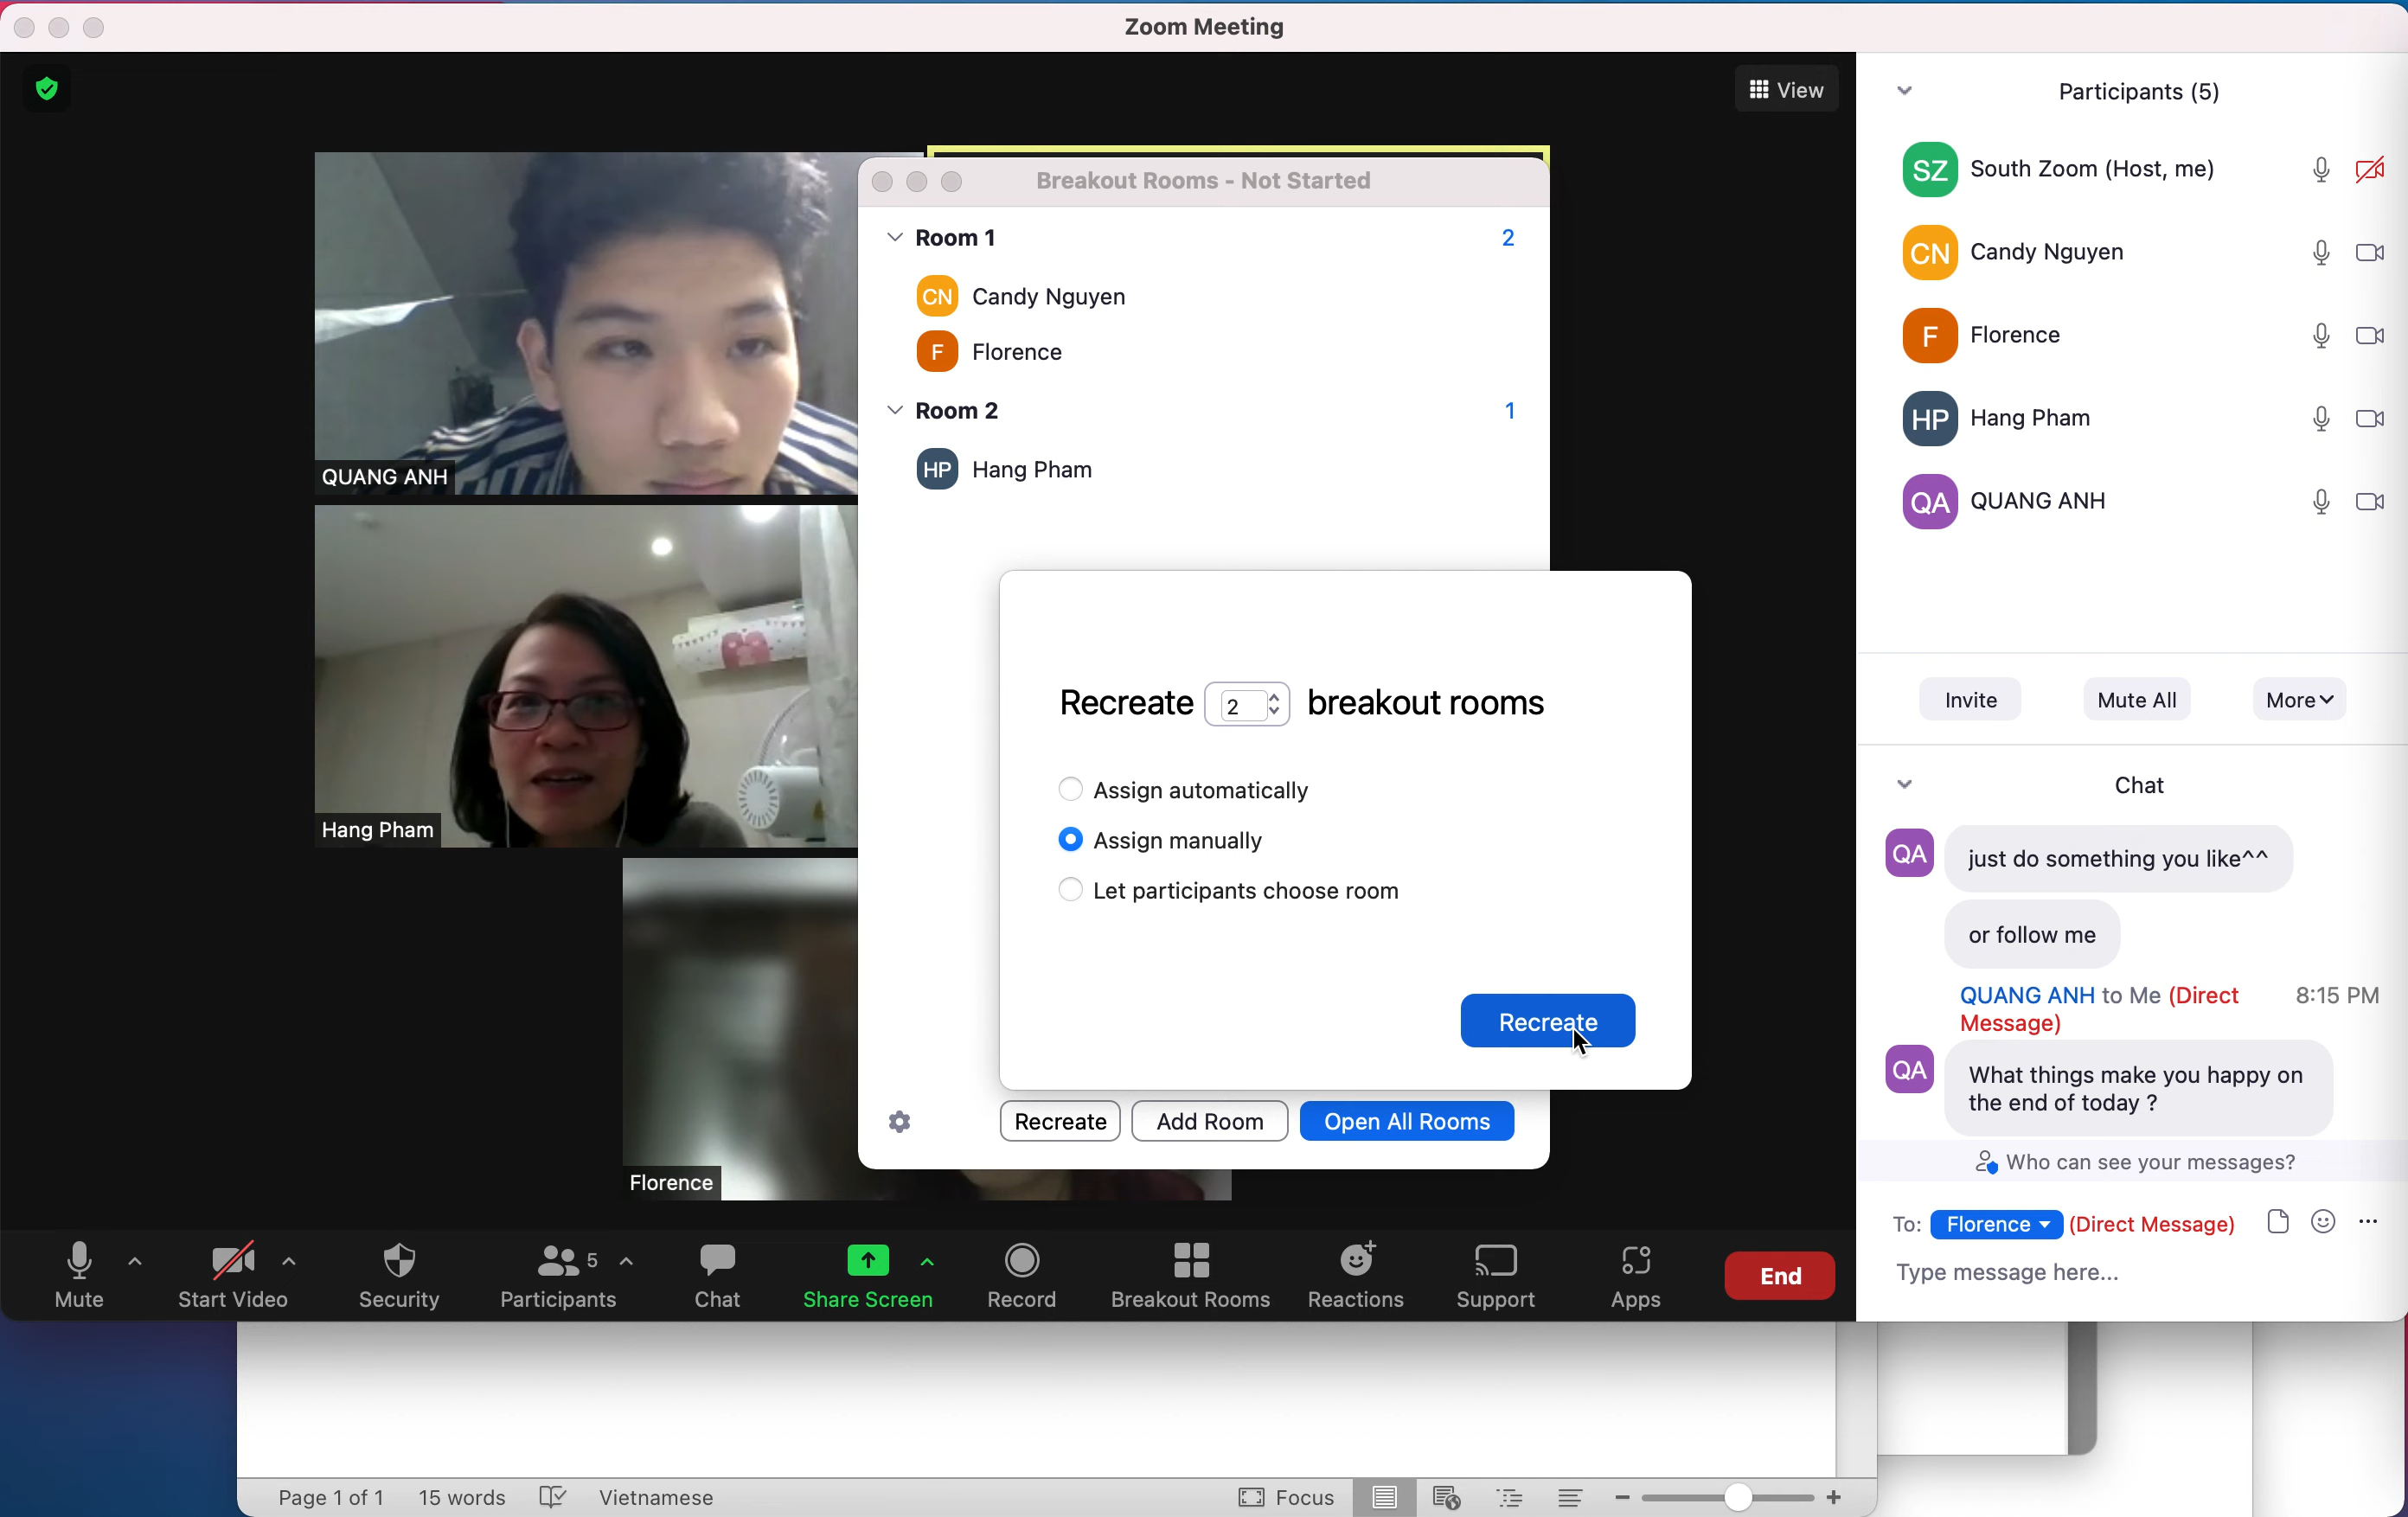 Zoom Meeting
View
QUANG ANH
Hang Pham
Florence
Breakout Rooms - Not Started
Room 1 2
CN Candy Nguyen
F Florence
Room 2 1
HP Hang Pham
Recreate 2 breakout rooms
Assign automatically
Assign manually
Let participants choose room
Recreate
Recreate Add Room Open All Rooms
Participants (5)
SZ South Zoom (Host, me)
CN Candy Nguyen
F Florence
HP Hang Pham
QA QUANG ANH
Invite Mute All More
Chat
QA just do something you like^^
or follow me
QUANG ANH to Me (Direct 8:15 PM
Message)
QA What things make you happy on
the end of today ?
Who can see your messages?
To: Florence (Direct Message)
Type message here...
5
Mute Start Video Security Participants Chat Share Screen Record Breakout Rooms Reactions Support Apps End
Page 1 of 1 15 words Vietnamese Focus